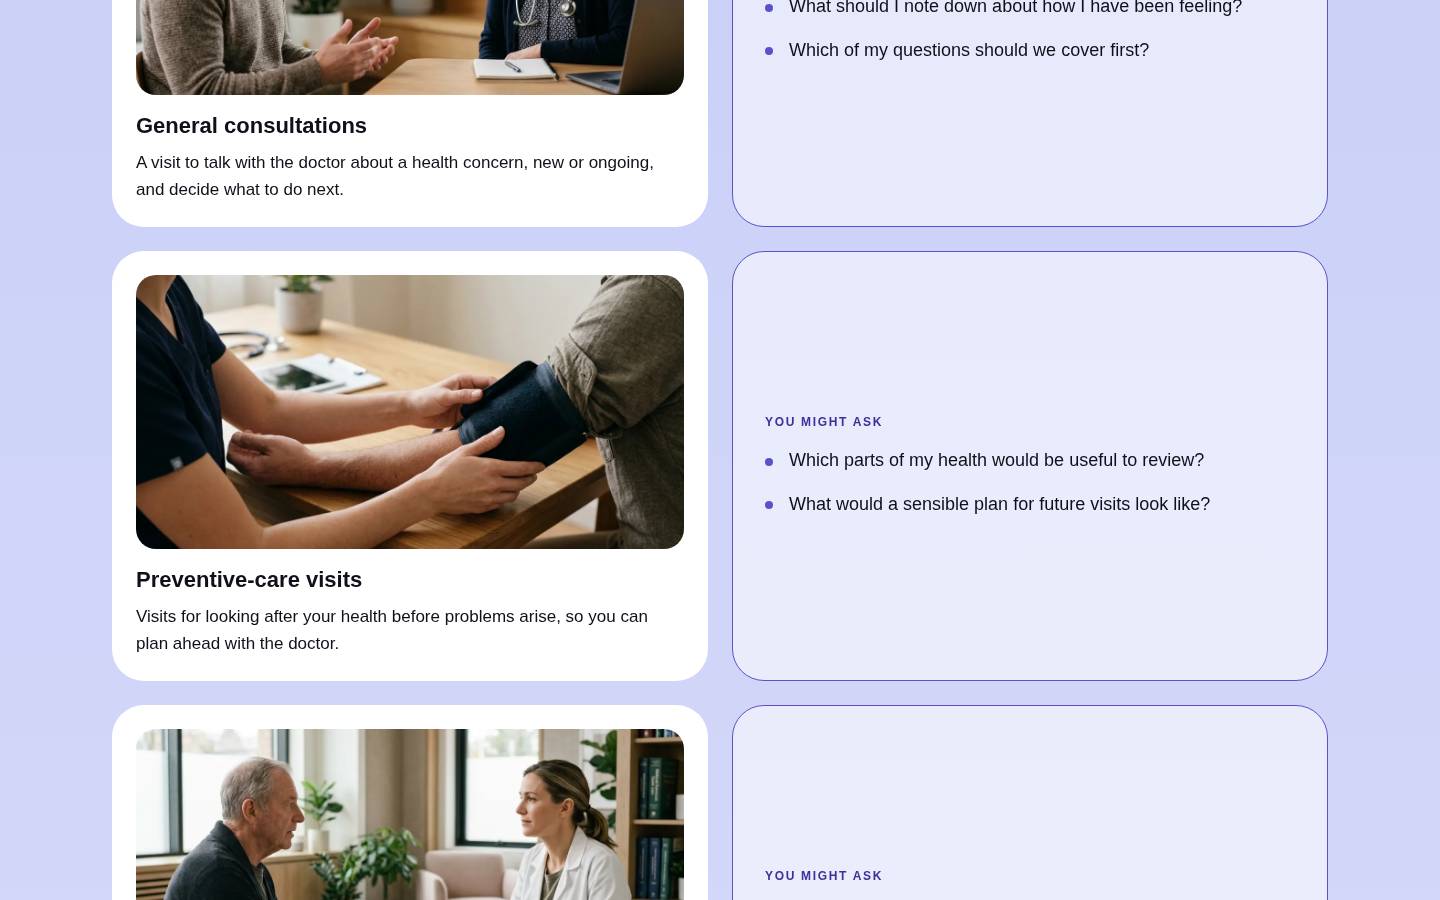 What should I note down about how I have been feeling?
Which of my questions should we cover first?
General consultations
A visit to talk with the doctor about a health concern, new or ongoing,
and decide what to do next.
YOU MIGHT ASK
Which parts of my health would be useful to review?
What would a sensible plan for future visits look like?
Preventive-care visits
Visits for looking after your health before problems arise, so you can
plan ahead with the doctor.
YOU MIGHT ASK